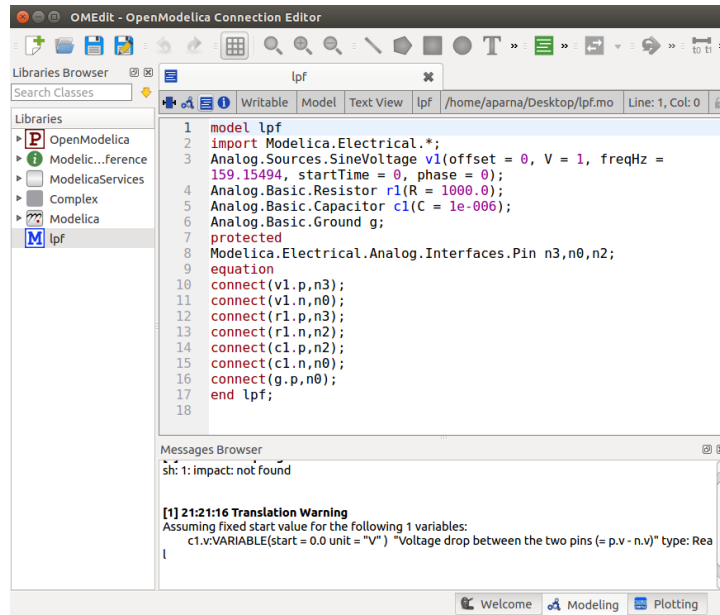 OMEdit - OpenModelica Connection Editor
T » » » t0 t1
Libraries Browser
Search Classes
Libraries
P OpenModelica
i Modelic...ference
ModelicaServices
Complex
Modelica
M lpf
lpf
Writable Model Text View lpf /home/aparna/Desktop/lpf.mo Line: 1, Col: 0
1 model lpf
2 import Modelica.Electrical.*;
3 Analog.Sources.SineVoltage v1(offset = 0, V = 1, freqHz =
159.15494, startTime = 0, phase = 0);
4 Analog.Basic.Resistor r1(R = 1000.0);
5 Analog.Basic.Capacitor c1(C = 1e-006);
6 Analog.Basic.Ground g;
7 protected
8 Modelica.Electrical.Analog.Interfaces.Pin n3,n0,n2;
9 equation
10 connect(v1.p,n3);
11 connect(v1.n,n0);
12 connect(r1.p,n3);
13 connect(r1.n,n2);
14 connect(c1.p,n2);
15 connect(c1.n,n0);
16 connect(g.p,n0);
17 end lpf;
18
Messages Browser
sh: 1: impact: not found
[1] 21:21:16 Translation Warning
Assuming fixed start value for the following 1 variables:
c1.v:VARIABLE(start = 0.0 unit = "V" ) "Voltage drop between the two pins (= p.v - n.v)" type: Rea
l
Welcome Modeling Plotting